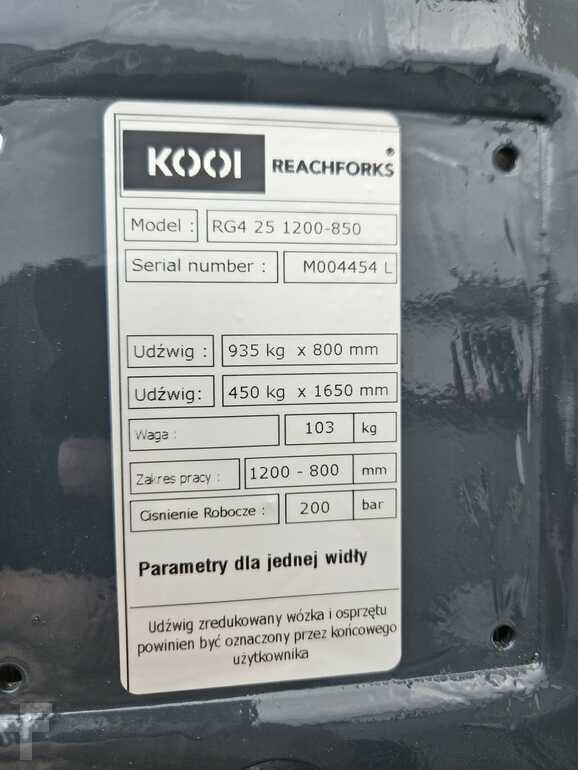 KOOI REACHFORKS®
Model : RG4 25 1200-850
Serial number : M004454 L
Udźwig : 935 kg x 800 mm
Udźwig: 450 kg x 1650 mm
Waga : 103 kg
Zakres pracy : 1200 - 800 mm
Ciśnienie Robocze : 200 bar
Parametry dla jednej widły
Udźwig zredukowany wózka i osprzętu
powinien być oznaczony przez końcowego
użytkownika
F